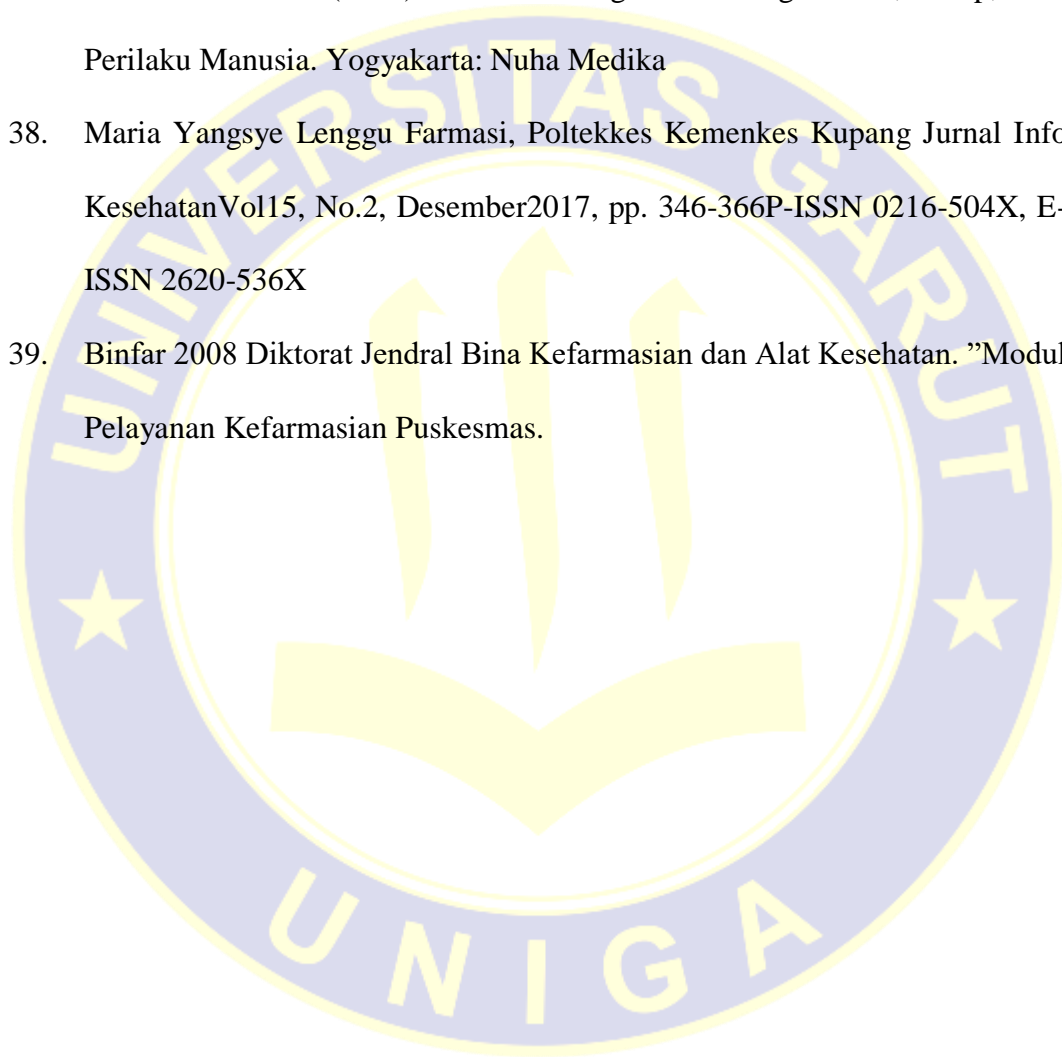 Perilaku Manusia. Yogyakarta: Nuha Medika
38. Maria Yangsye Lenggu Farmasi, Poltekkes Kemenkes Kupang Jurnal Info
KesehatanVol15, No.2, Desember2017, pp. 346-366P-ISSN 0216-504X, E-
ISSN 2620-536X
39. Binfar 2008 Diktorat Jendral Bina Kefarmasian dan Alat Kesehatan. ”Modul
Pelayanan Kefarmasian Puskesmas.
UNIVERSITAS GARUT
UNIGA